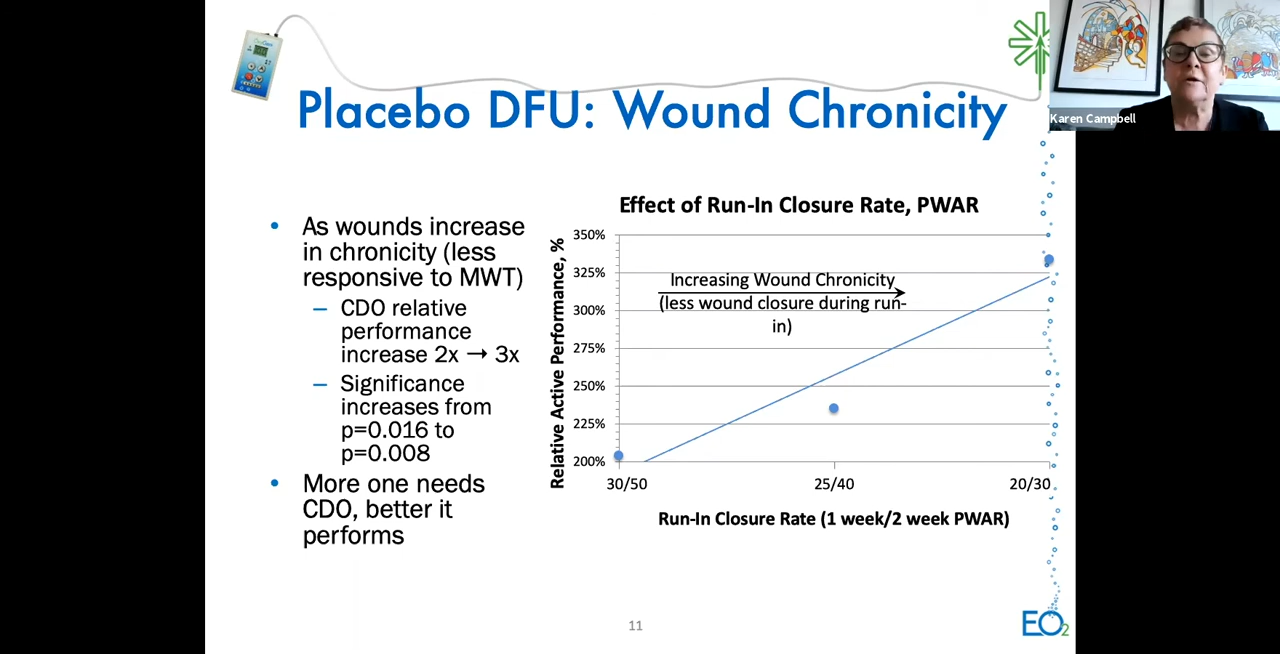 Placebo DFU: Wound Chronicity
Karen Campbell
• As wounds increase
in chronicity (less
responsive to MWT)
– CDO relative
performance
increase 2x → 3x
– Significance
increases from
p=0.016 to
p=0.008
• More one needs
CDO, better it
performs
Effect of Run-In Closure Rate, PWAR
Relative Active Performance, %
350%
325%
300%
275%
250%
225%
200%
Increasing Wound Chronicity
(less wound closure during run-
in)
30/50 25/40 20/30
Run-In Closure Rate (1 week/2 week PWAR)
11
EO2